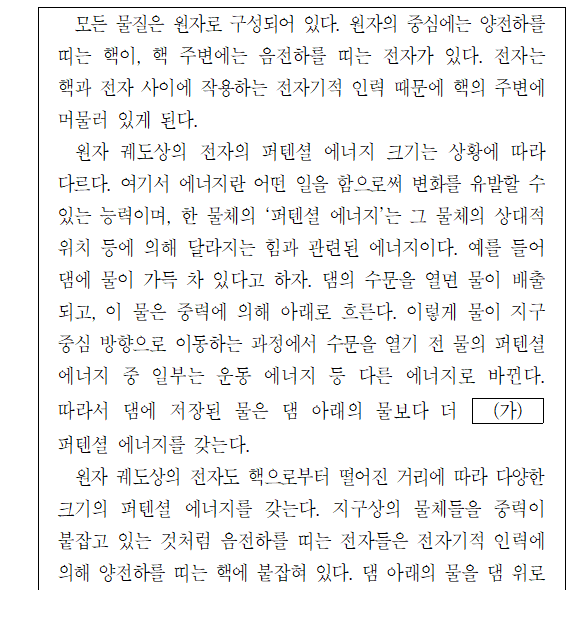 모든 물질은 원자로 구성되어 있다. 원자의 중심에는 양전하를
띠는 핵이, 핵 주변에는 음전하를 띠는 전자가 있다. 전자는
핵과 전자 사이에 작용하는 전자기적 인력 때문에 핵의 주변에
머물러 있게 된다.
원자 궤도상의 전자의 퍼텐셜 에너지 크기는 상황에 따라
다르다. 여기서 에너지란 어떤 일을 함으로써 변화를 유발할 수
있는 능력이며, 한 물체의 ‘퍼텐셜 에너지’는 그 물체의 상대적
위치 등에 의해 달라지는 힘과 관련된 에너지이다. 예를 들어
댐에 물이 가득 차 있다고 하자. 댐의 수문을 열면 물이 배출
되고, 이 물은 중력에 의해 아래로 흐른다. 이렇게 물이 지구
중심 방향으로 이동하는 과정에서 수문을 열기 전 물의 퍼텐셜
에너지 중 일부는 운동 에너지 등 다른 에너지로 바뀐다.
따라서 댐에 저장된 물은 댐 아래의 물보다 더 (가)
퍼텐셜 에너지를 갖는다.
원자 궤도상의 전자도 핵으로부터 떨어진 거리에 따라 다양한
크기의 퍼텐셜 에너지를 갖는다. 지구상의 물체들을 중력이
붙잡고 있는 것처럼 음전하를 띠는 전자들은 전자기적 인력에
의해 양전하를 띠는 핵에 붙잡혀 있다. 댐 아래의 물을 댐 위로